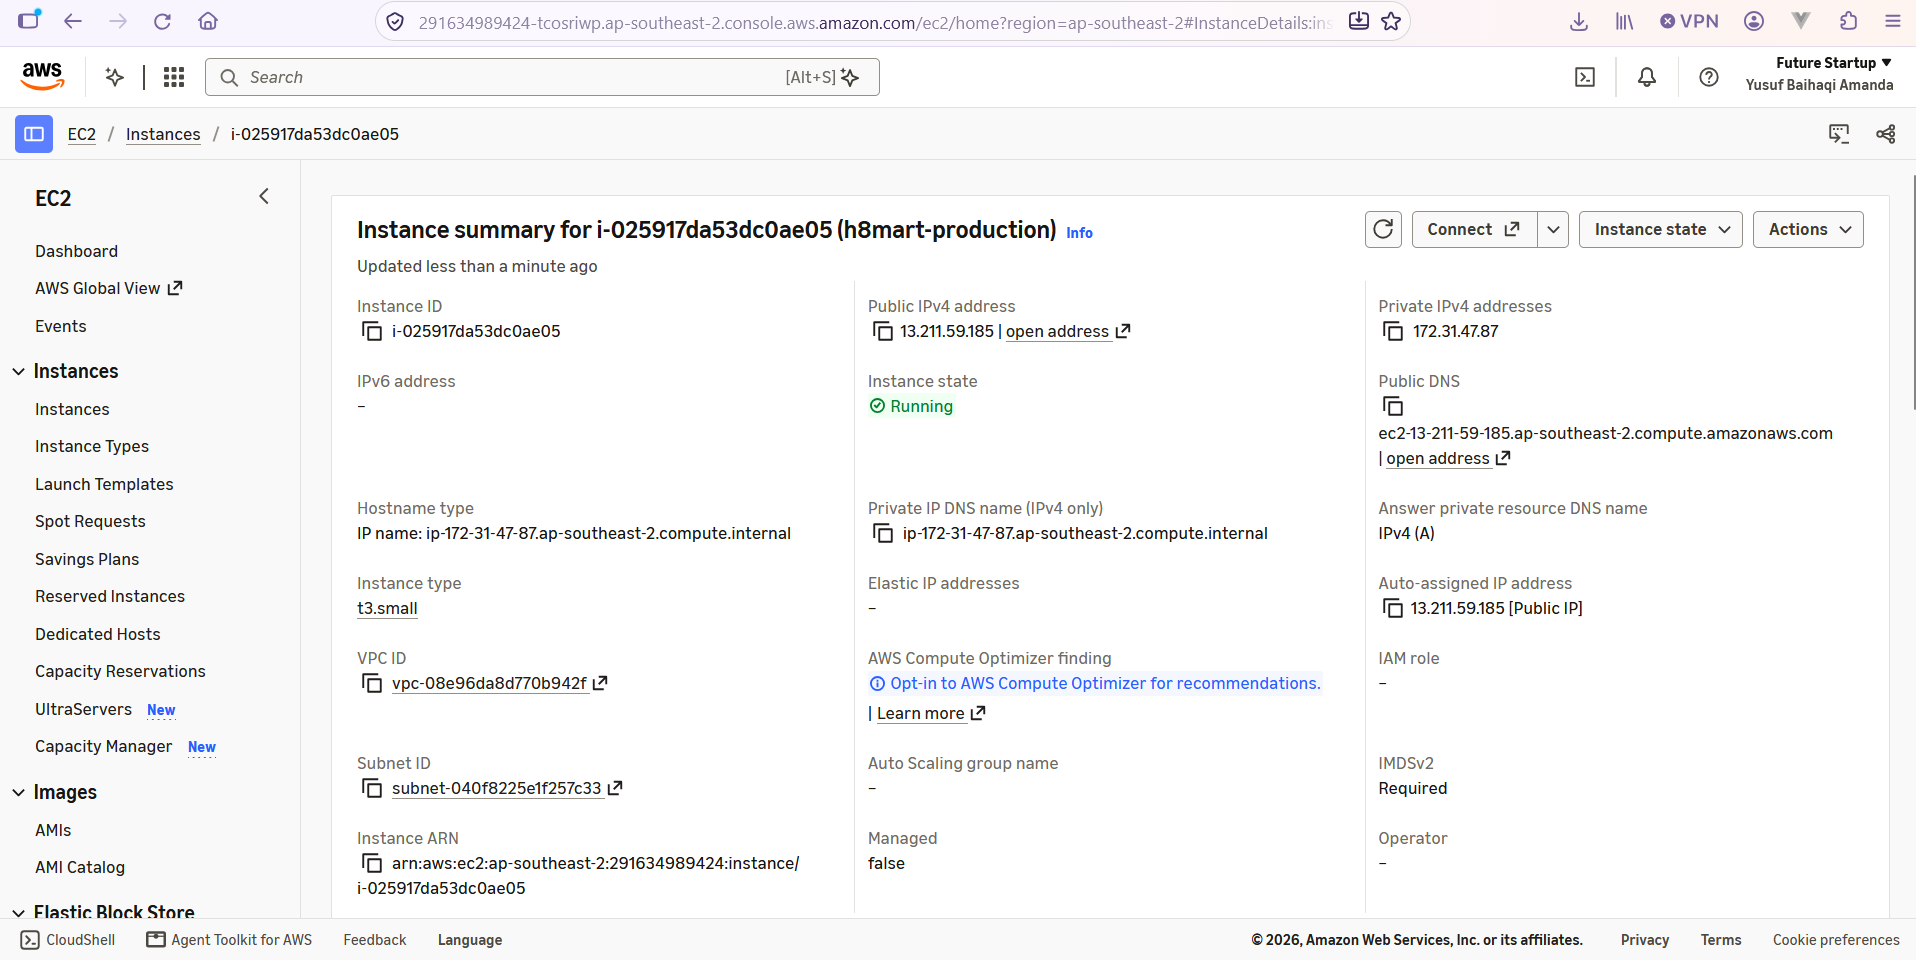 291634989424-tcosriwp.ap-southeast-2.console.aws.amazon.com/ec2/home?region=ap-southeast-2#InstanceDetails:ins
VPN
aws
Search
[Alt+S]
Future Startup
Yusuf Baihaqi Amanda
EC2 / Instances / i-025917da53dc0ae05
EC2
Dashboard
AWS Global View
Events
Instances
Instances
Instance Types
Launch Templates
Spot Requests
Savings Plans
Reserved Instances
Dedicated Hosts
Capacity Reservations
UltraServers New
Capacity Manager New
Images
AMIs
AMI Catalog
Elastic Block Store
Instance summary for i-025917da53dc0ae05 (h8mart-production) Info
Updated less than a minute ago
Connect
Instance state
Actions
Instance ID
i-025917da53dc0ae05
Public IPv4 address
13.211.59.185 | open address
Private IPv4 addresses
172.31.47.87
IPv6 address
–
Instance state
Running
Public DNS
ec2-13-211-59-185.ap-southeast-2.compute.amazonaws.com
| open address
Hostname type
IP name: ip-172-31-47-87.ap-southeast-2.compute.internal
Private IP DNS name (IPv4 only)
ip-172-31-47-87.ap-southeast-2.compute.internal
Answer private resource DNS name
IPv4 (A)
Instance type
t3.small
Elastic IP addresses
–
Auto-assigned IP address
13.211.59.185 [Public IP]
VPC ID
vpc-08e96da8d770b942f
AWS Compute Optimizer finding
Opt-in to AWS Compute Optimizer for recommendations.
| Learn more
IAM role
–
Subnet ID
subnet-040f8225e1f257c33
Auto Scaling group name
–
IMDSv2
Required
Instance ARN
arn:aws:ec2:ap-southeast-2:291634989424:instance/
i-025917da53dc0ae05
Managed
false
Operator
–
CloudShell
Agent Toolkit for AWS
Feedback
Language
© 2026, Amazon Web Services, Inc. or its affiliates.
Privacy
Terms
Cookie preferences